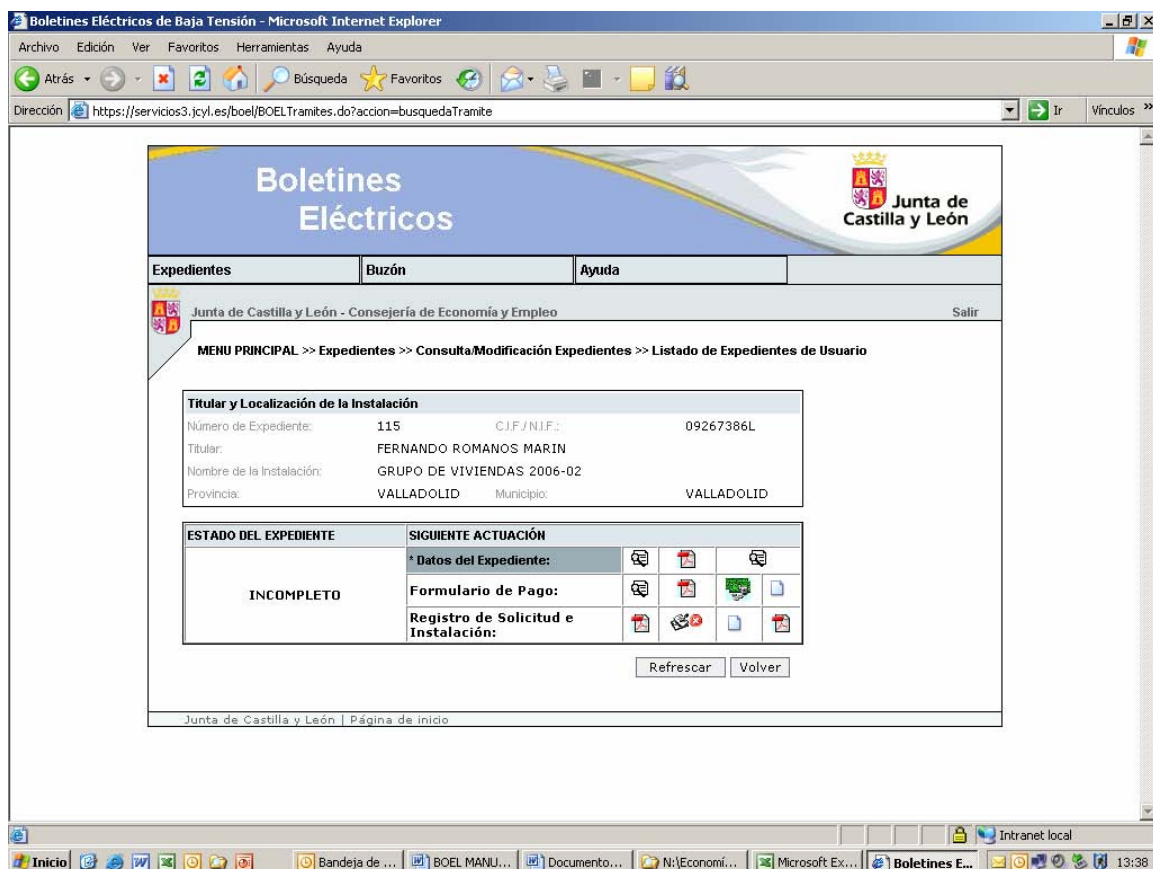 Boletines Eléctricos de Baja Tensión - Microsoft Internet Explorer
Archivo Edición Ver Favoritos Herramientas Ayuda
Atrás Búsqueda Favoritos
Dirección https://servicios3.jcyl.es/boel/BOELTramites.do?accion=busquedaTramite Ir Vínculos »
Boletines
Eléctricos
Junta de
Castilla y León
Expedientes Buzón Ayuda
Junta de Castilla y León - Consejería de Economía y Empleo Salir
MENU PRINCIPAL >> Expedientes >> Consulta/Modificación Expedientes >> Listado de Expedientes de Usuario
Titular y Localización de la Instalación
Número de Expediente: 115 C.I.F./N.I.F.: 09267386L
Titular: FERNANDO ROMANOS MARIN
Nombre de la Instalación: GRUPO DE VIVIENDAS 2006-02
Provincia: VALLADOLID Municipio: VALLADOLID
ESTADO DEL EXPEDIENTE SIGUIENTE ACTUACIÓN
* Datos del Expediente:
INCOMPLETO Formulario de Pago:
Registro de Solicitud e
Instalación:
Refrescar Volver
Junta de Castilla y León | Página de inicio
Intranet local
Inicio Bandeja de ... BOEL MANU... Documento... N:\Economí... Microsoft Ex... Boletines E... 13:38